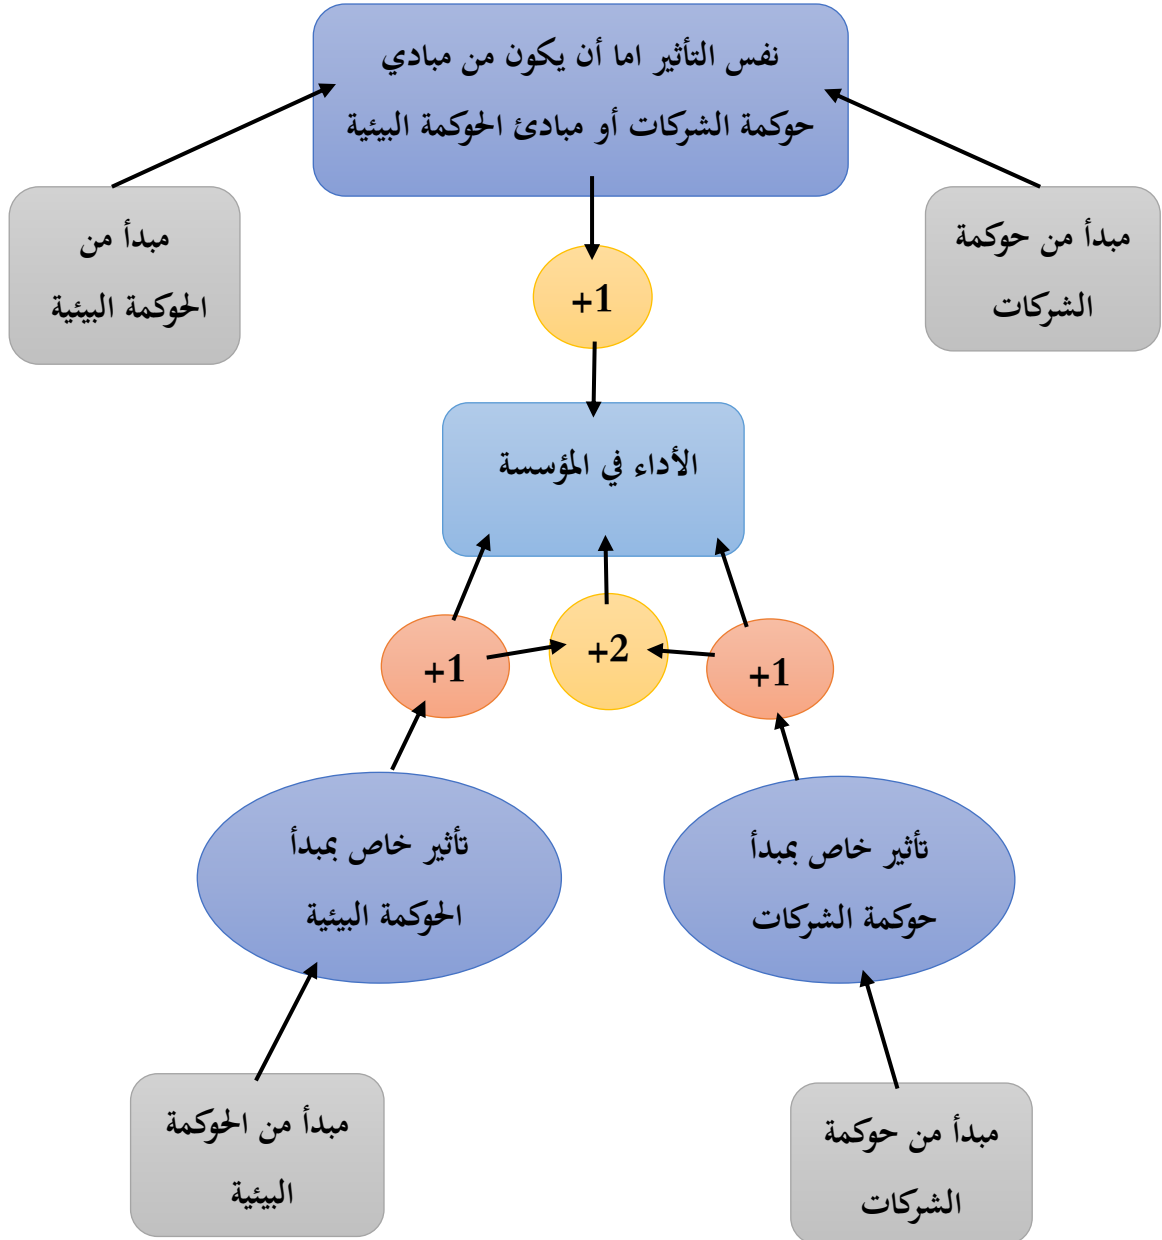 نفس التأثير اما أن يكون من مبادي
حوكمة الشركات أو مبادئ الحوكمة البيئية
مبدأ من حوكمة
الشركات
مبدأ من
الحوكمة البيئية
+1
الأداء في المؤسسة
+1
+2
+1
تأثير خاص بمبدأ
حوكمة الشركات
تأثير خاص بمبدأ
الحوكمة البيئية
مبدأ من حوكمة
الشركات
مبدأ من الحوكمة
البيئية